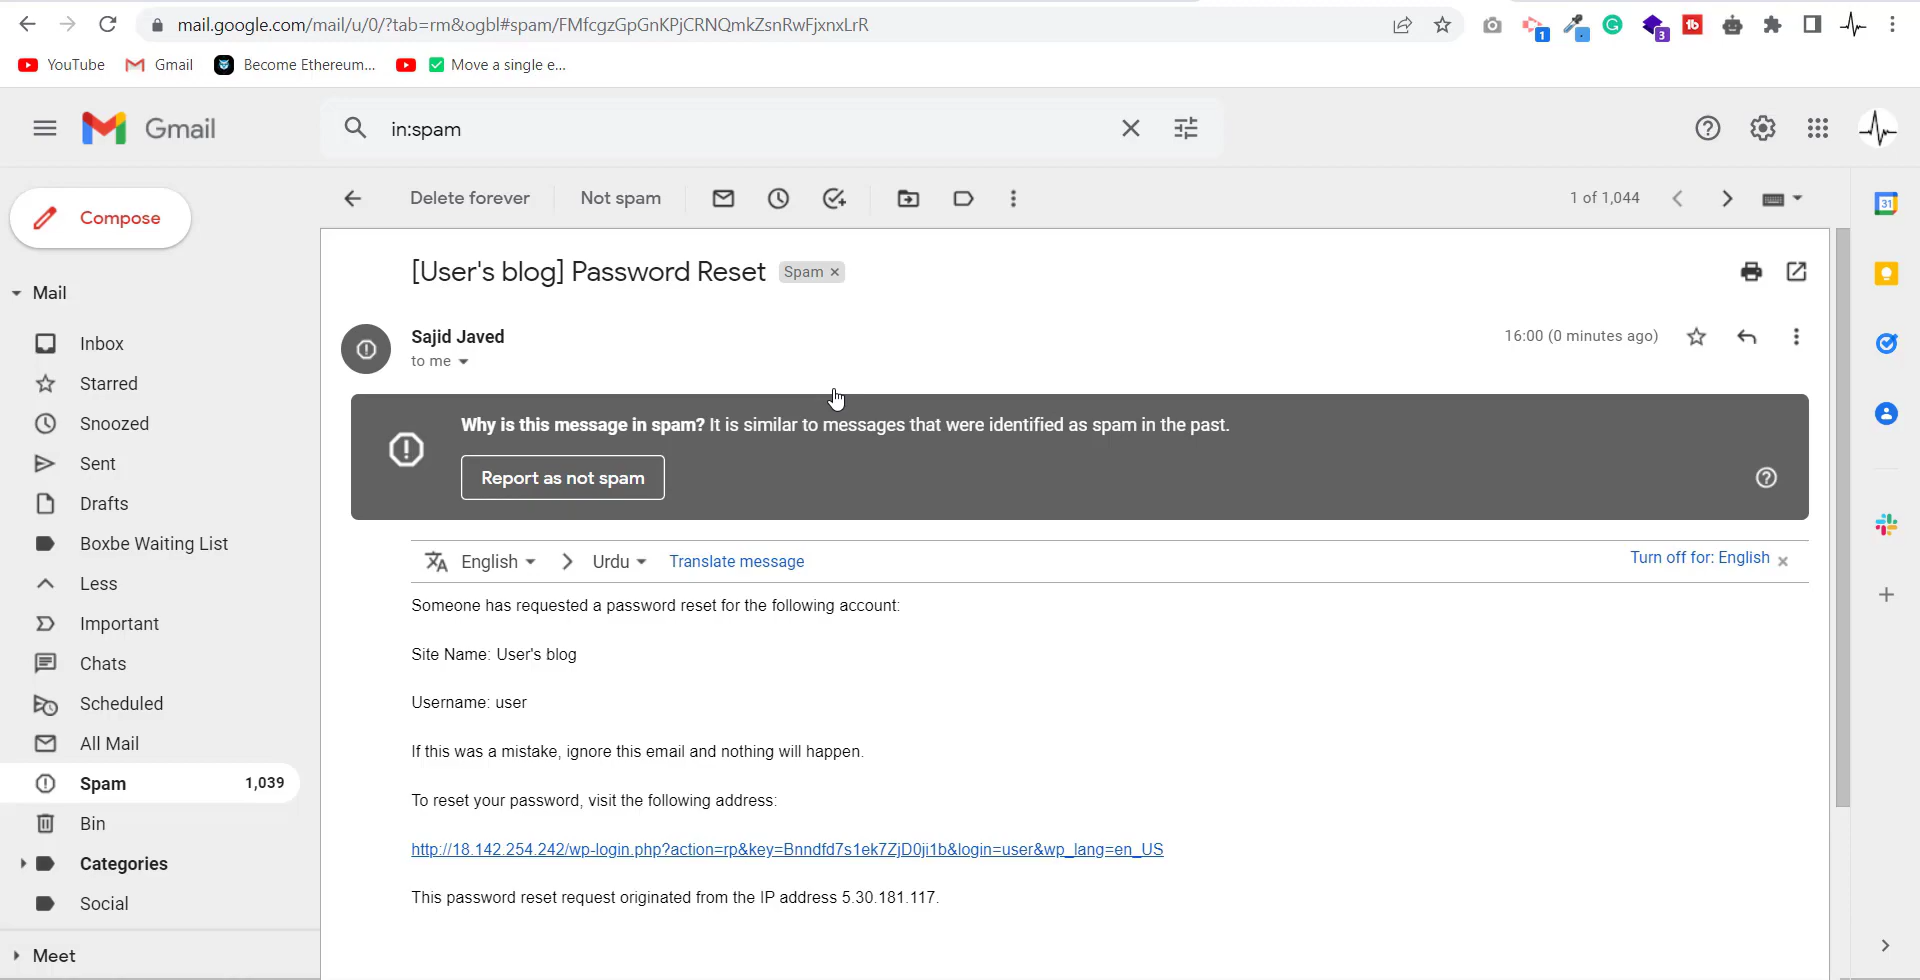 mail.google.com/mail/u/0/?tab=rm&ogbl#spam/FMfcgzGpGnKPjCRNQmkZsnRwFjxnxLrR
1
3
tb
YouTube
Gmail
Become Ethereum...
Move a single e...
Gmail
in:spam
Compose
Delete forever
Not spam
1 of 1,044
31
Mail
Inbox
Starred
Snoozed
Sent
Drafts
Boxbe Waiting List
Less
Important
Chats
Scheduled
All Mail
Spam 1,039
Bin
Categories
Social
Meet
[User's blog] Password Reset Spam ×
Sajid Javed
to me
16:00 (0 minutes ago)
Why is this message in spam? It is similar to messages that were identified as spam in the past.
Report as not spam
English > Urdu Translate message
Turn off for: English ×
Someone has requested a password reset for the following account:
Site Name: User's blog
Username: user
If this was a mistake, ignore this email and nothing will happen.
To reset your password, visit the following address:
http://18.142.254.242/wp-login.php?action=rp&key=Bnndfd7s1ek7ZjD0ji1b&login=user&wp_lang=en_US
This password reset request originated from the IP address 5.30.181.117.